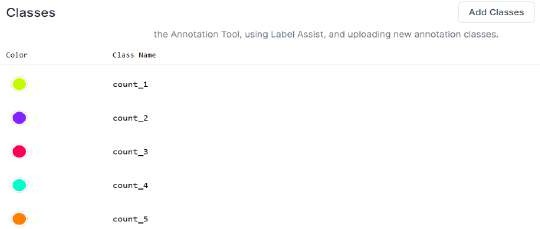 Classes
Add Classes
the Annotation Tool, using Label Assist, and uploading new annotation classes.
Color Class Name
count_1
count_2
count_3
count_4
count_5